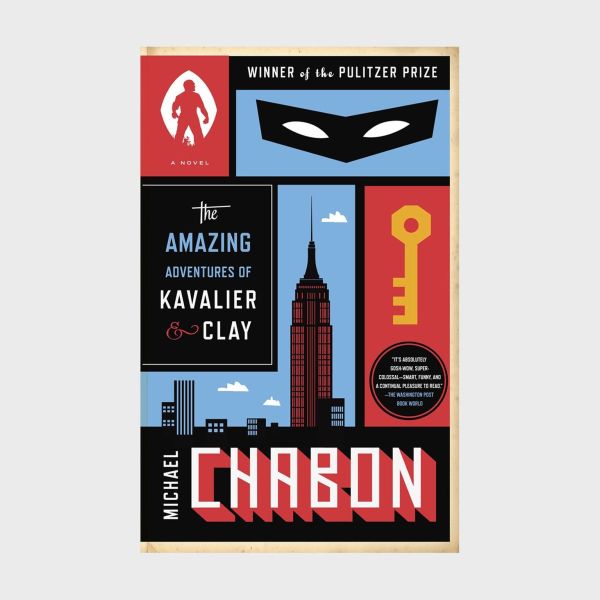 WINNER of the PULITZER PRIZE
A NOVEL
The
AMAZING
ADVENTURES OF
KAVALIER
& CLAY
"IT'S ABSOLUTELY
GOSH-WOW, SUPER-
COLOSSAL—SMART, FUNNY, AND
A CONTINUAL PLEASURE TO READ."
—THE WASHINGTON POST
BOOK WORLD
MICHAEL
CHABON